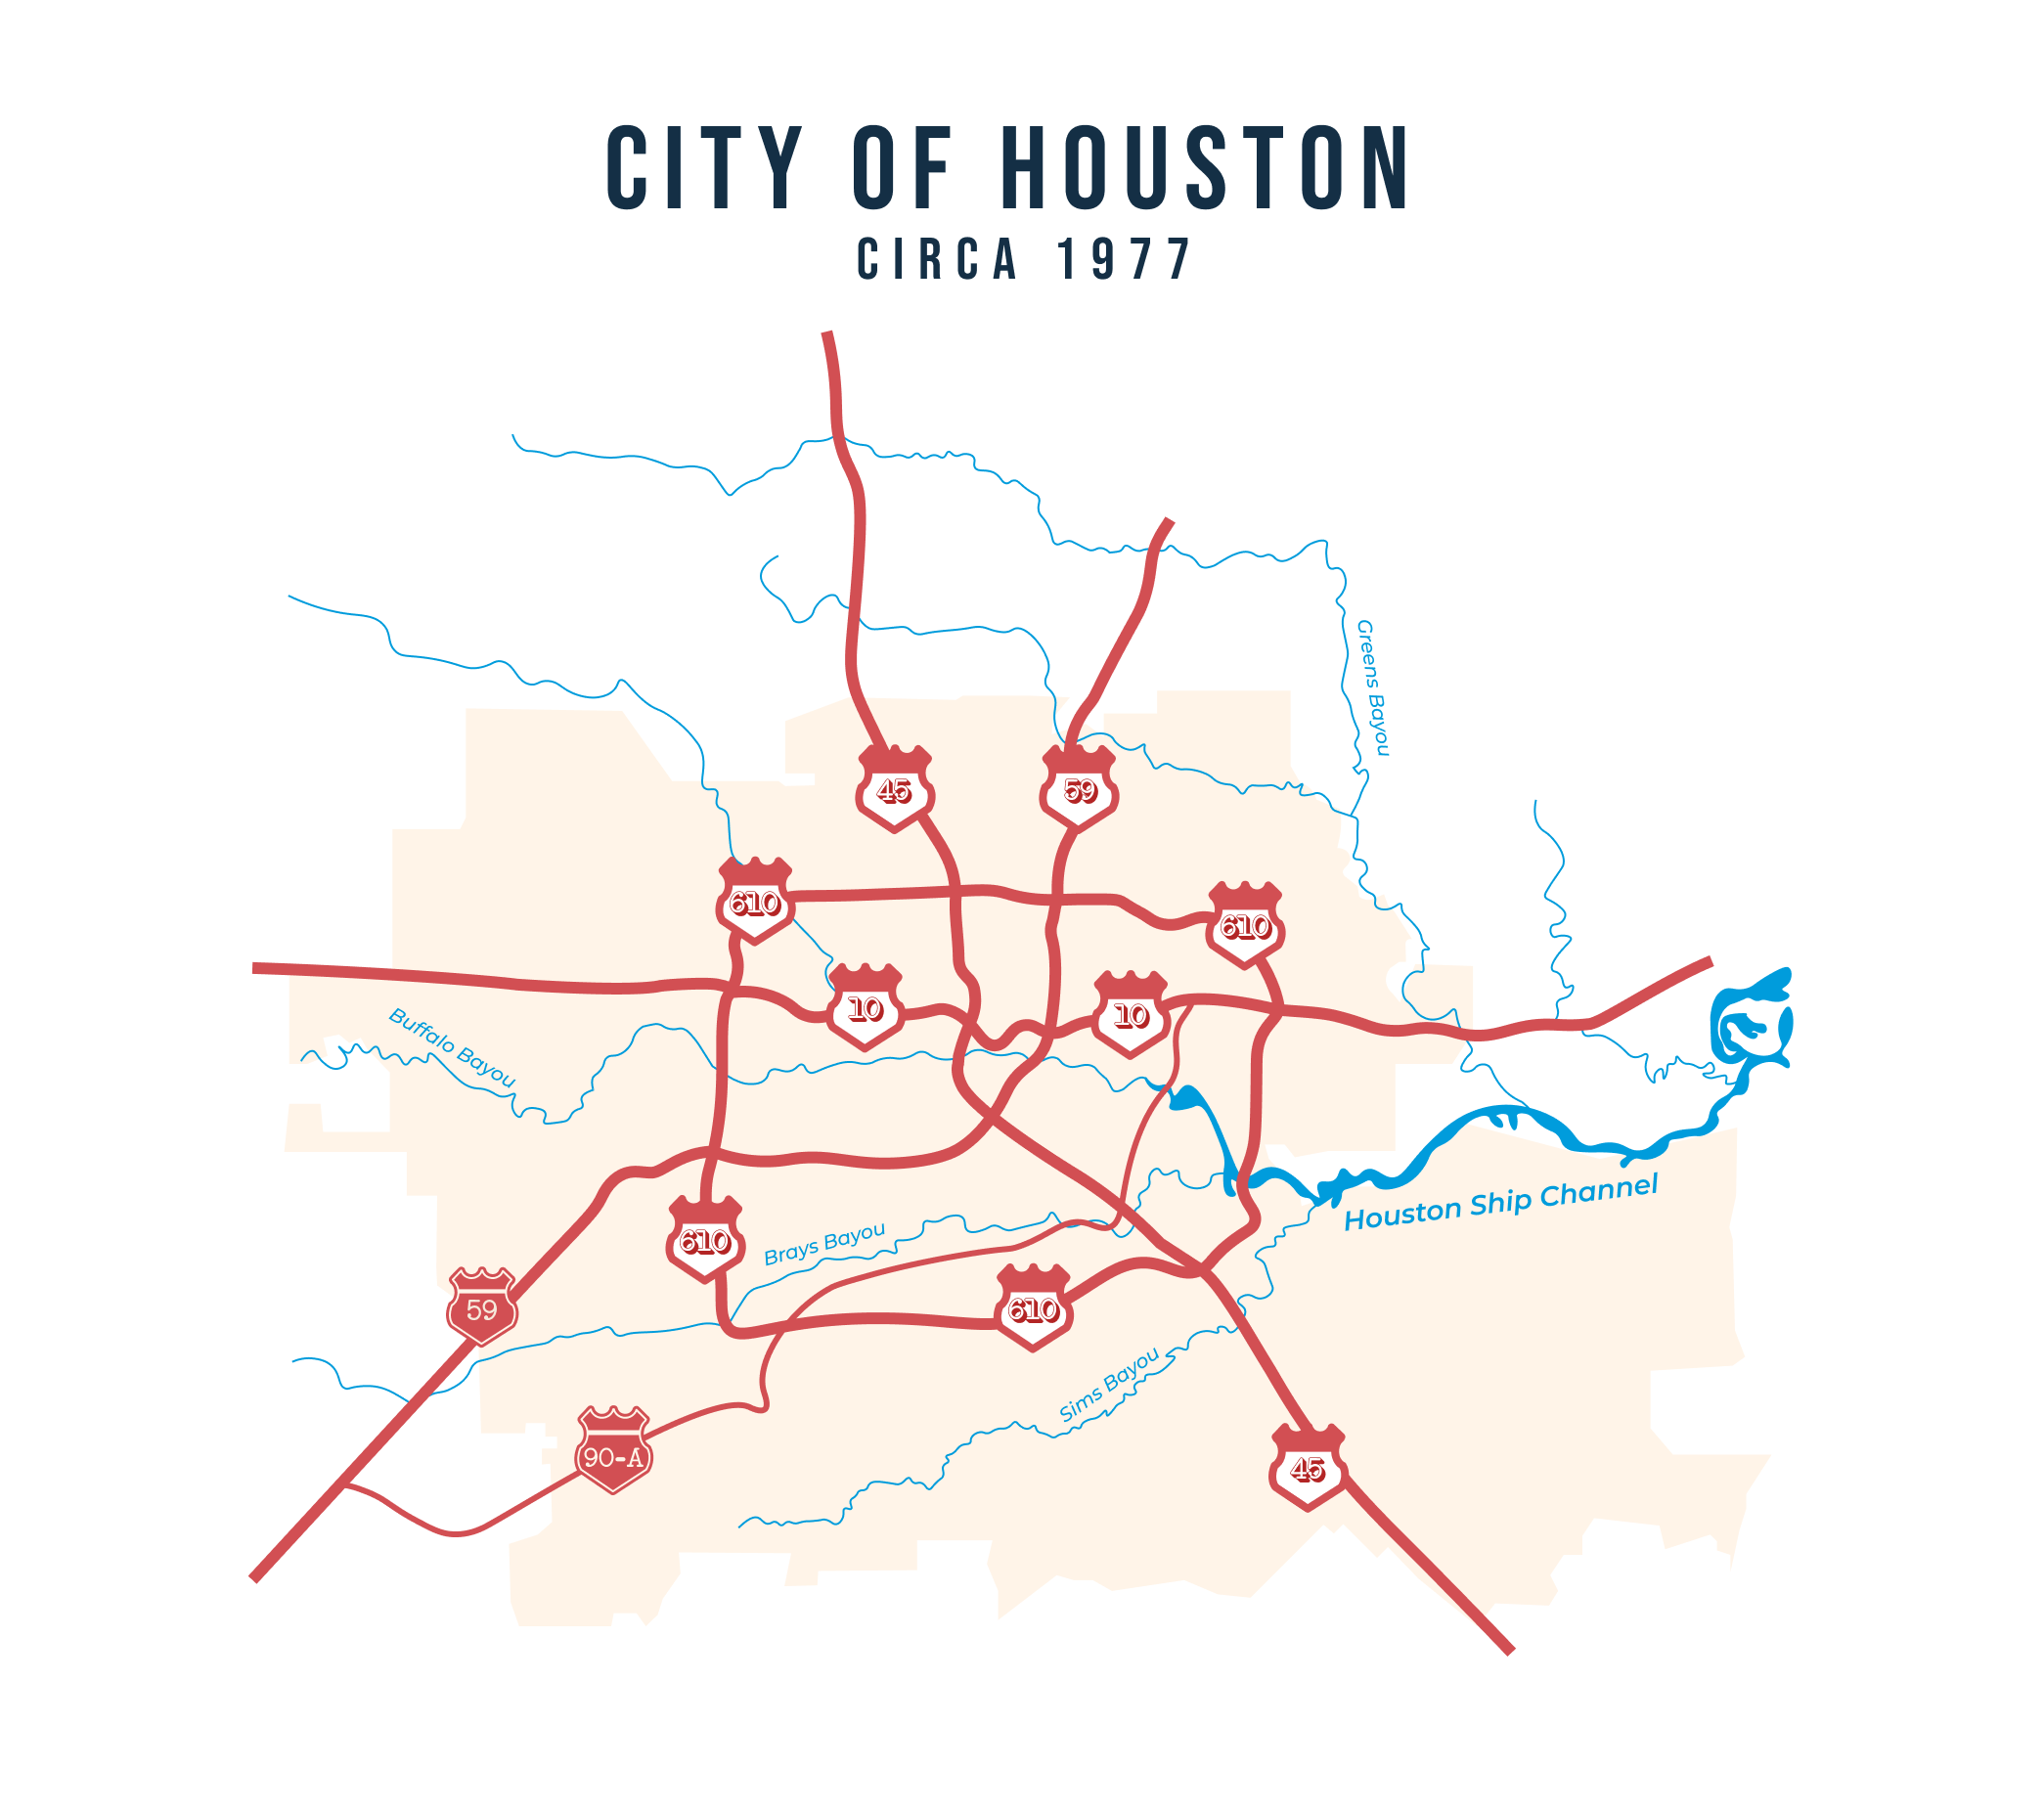 CITY OF HOUSTON
CIRCA 1977
Greens Bayou
45
59
610
610
10
10
Buffalo Bayou
Houston Ship Channel
610
Brays Bayou
59
610
Sims Bayou
90-A
45